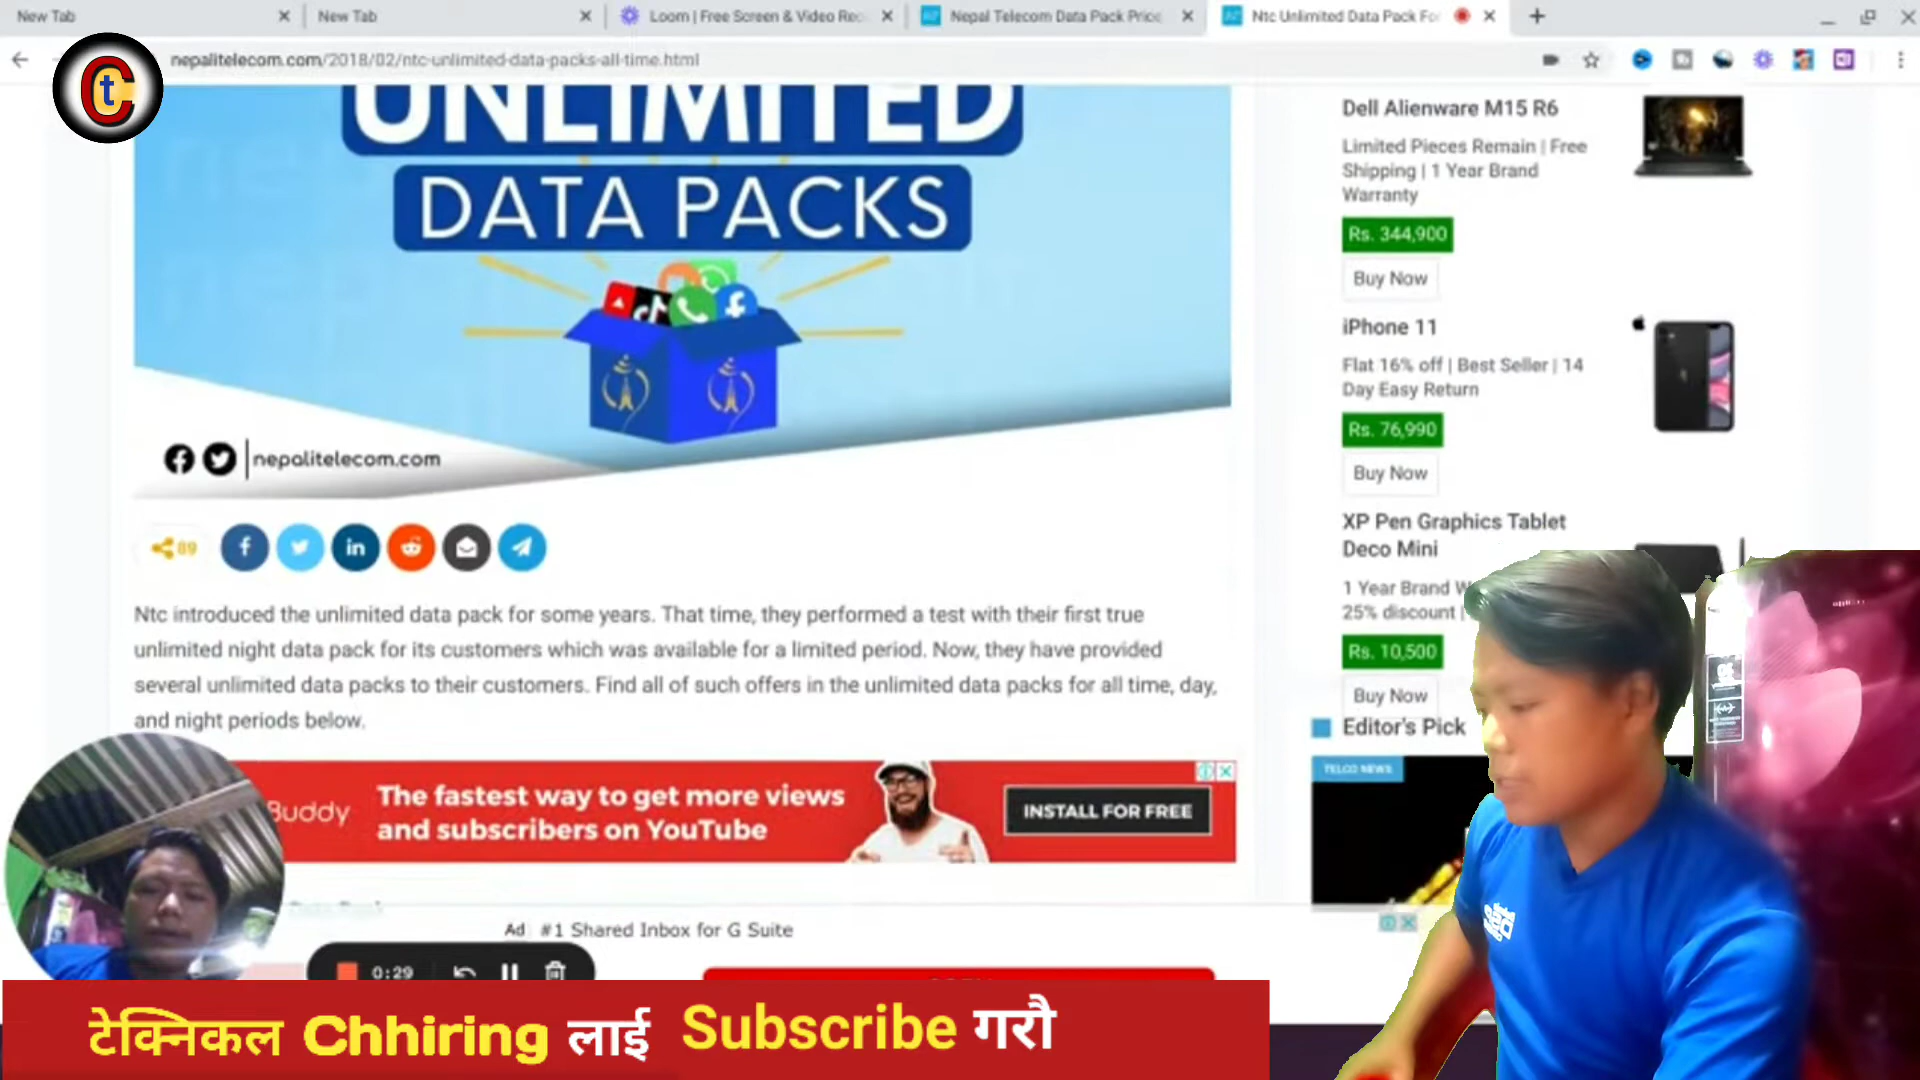 New Tab
New Tab
Loom | Free Screen & Video Rec
Nepal Telecom Data Pack Price
Ntc Unlimited Data Pack Fo
nepalitelecom.com/2018/02/ntc-unlimited-data-packs-all-time.html
C
t
UNLIMITED
DATA PACKS
nepalitelecom.com
89
Ntc introduced the unlimited data pack for some years. That time, they performed a test with their first true
unlimited night data pack for its customers which was available for a limited period. Now, they have provided
several unlimited data packs to their customers. Find all of such offers in the unlimited data packs for all time, day,
and night periods below.
Buddy
The fastest way to get more views
and subscribers on YouTube
INSTALL FOR FREE
Ad #1 Shared Inbox for G Suite
0:29
Dell Alienware M15 R6
Limited Pieces Remain | Free
Shipping | 1 Year Brand
Warranty
Rs. 344,900
Buy Now
iPhone 11
Flat 16% off | Best Seller | 14
Day Easy Return
Rs. 76,990
Buy Now
XP Pen Graphics Tablet
Deco Mini
1 Year Brand W
25% discount |
Rs. 10,500
Buy Now
Editor's Pick
TELCO NEWS
टेक्निकल Chhiring लाई Subscribe गरौ